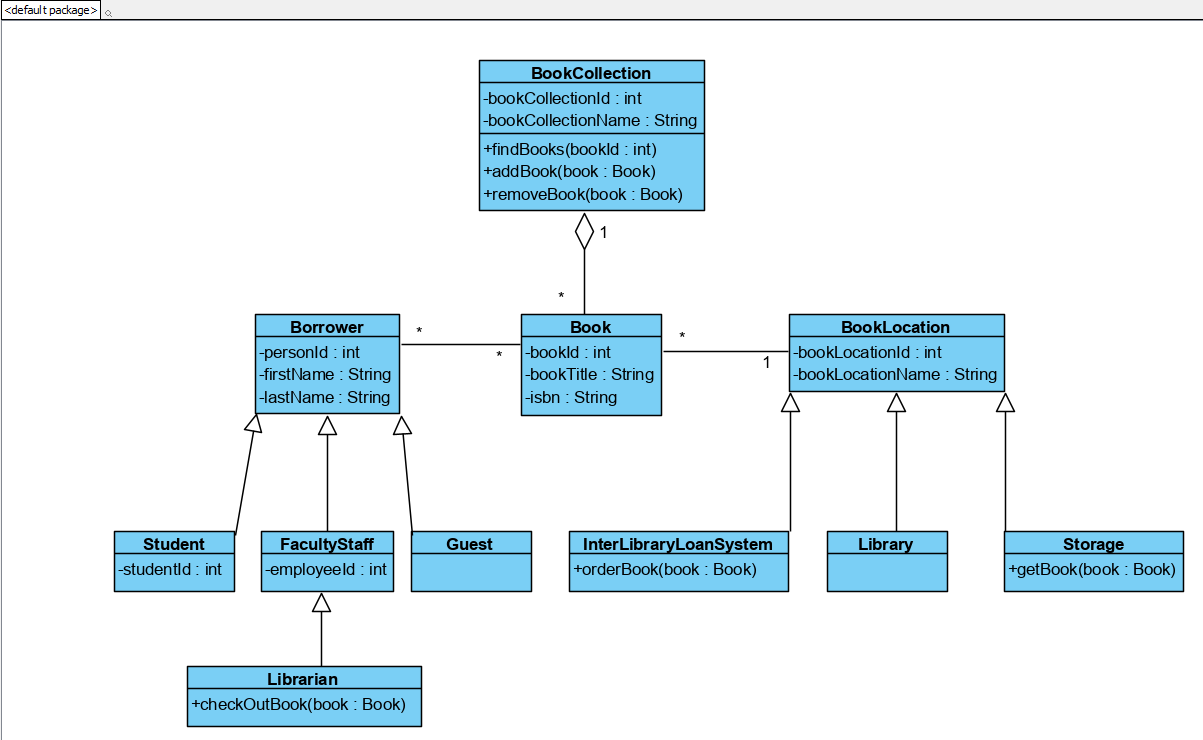 <default package>
BookCollection
-bookCollectionId : int
-bookCollectionName : String
+findBooks(bookId : int)
+addBook(book : Book)
+removeBook(book : Book)
1
*
Borrower
-personId : int
-firstName : String
-lastName : String
*
*
Book
-bookId : int
-bookTitle : String
-isbn : String
*
1
BookLocation
-bookLocationId : int
-bookLocationName : String
Student
-studentId : int
FacultyStaff
-employeeId : int
Guest
InterLibraryLoanSystem
+orderBook(book : Book)
Library
Storage
+getBook(book : Book)
Librarian
+checkOutBook(book : Book)